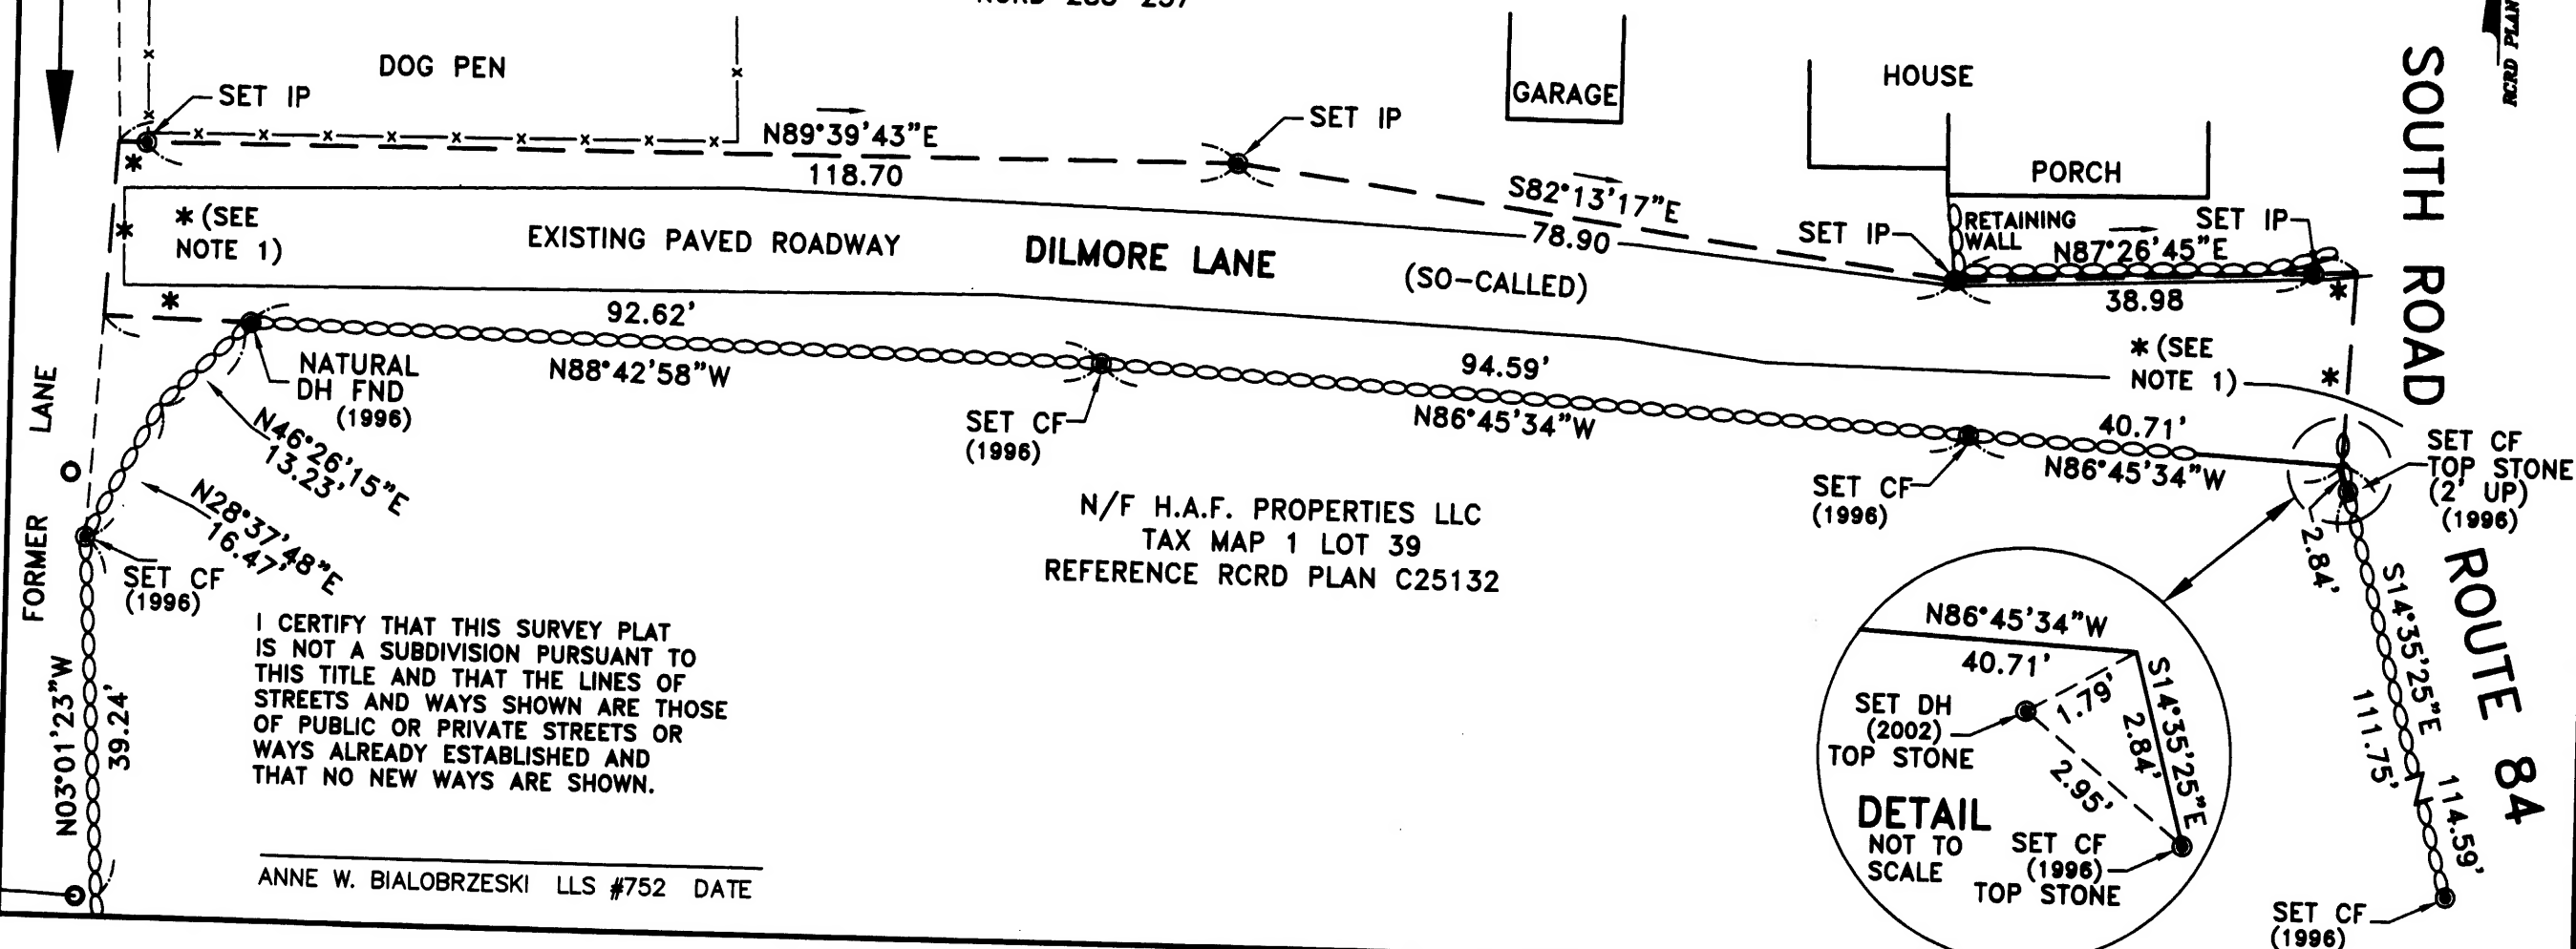 RCRD PLAN
DOG PEN
SET IP
N89°39'43"E
118.70
SET IP
GARAGE
HOUSE
PORCH
S82°13'17"E
78.90
SET IP
RETAINING
WALL
SET IP
N87°26'45"E
38.98
SOUTH ROAD
* (SEE
NOTE 1)
EXISTING PAVED ROADWAY
DILMORE LANE
(SO-CALLED)
* (SEE
NOTE 1)
92.62'
N88°42'58"W
94.59'
N86°45'34"W
40.71'
N86°45'34"W
NATURAL
DH FND
(1996)
N46°26'15"E
13.23'
N28°37'48"E
16.47'
SET CF
(1996)
SET CF
(1996)
SET CF
(1996)
SET CF
TOP STONE
(2' UP)
(1996)
FORMER LANE
N03°01'23"W
39.24'
N/F H.A.F. PROPERTIES LLC
TAX MAP 1 LOT 39
REFERENCE RCRD PLAN C25132
2.84'
S14°35'25"E
111.75'
114.59'
ROUTE 84
I CERTIFY THAT THIS SURVEY PLAT
IS NOT A SUBDIVISION PURSUANT TO
THIS TITLE AND THAT THE LINES OF
STREETS AND WAYS SHOWN ARE THOSE
OF PUBLIC OR PRIVATE STREETS OR
WAYS ALREADY ESTABLISHED AND
THAT NO NEW WAYS ARE SHOWN.
ANNE W. BIALOBRZESKI LLS #752 DATE
N86°45'34"W
40.71'
SET DH
(2002)
TOP STONE
1.79'
S14°35'25"E
2.84'
2.95'
DETAIL
NOT TO
SCALE
SET CF
(1996)
TOP STONE
SET CF
(1996)